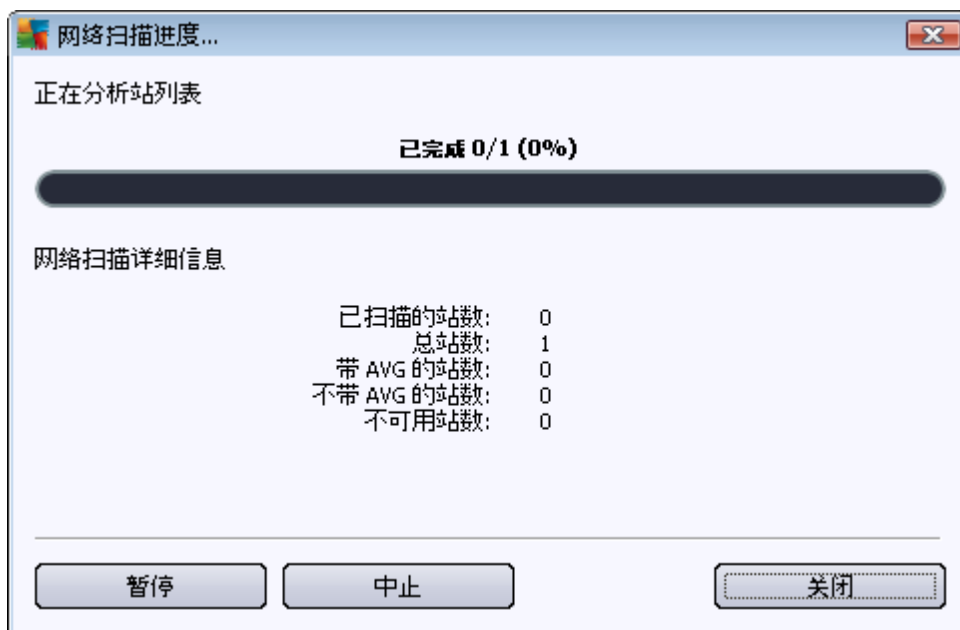 网络扫描进度...
正在分析站列表
已完成 0/1 (0%)
网络扫描详细信息
已扫描的站数: 0
总站数: 1
带 AVG 的站数: 0
不带 AVG 的站数: 0
不可用站数: 0
暂停 中止 关闭